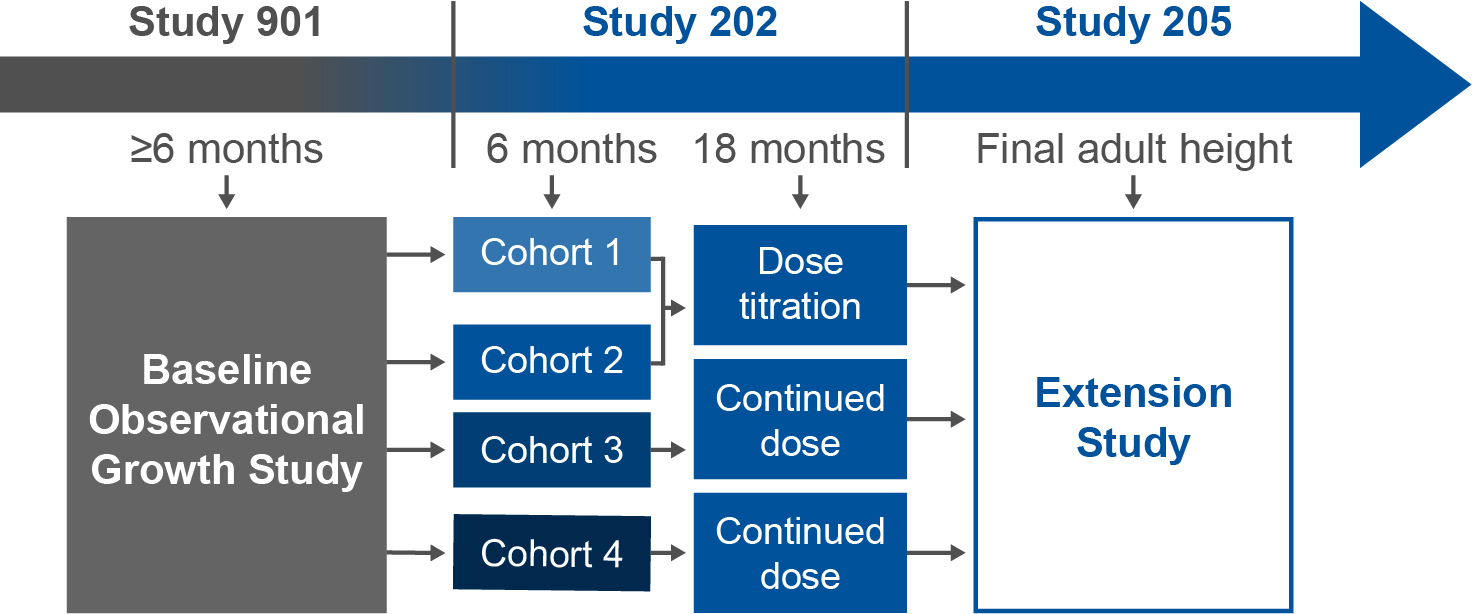 Study 901
Study 202
Study 205
≥6 months
6 months
18 months
Final adult height
Baseline
Observational
Growth Study
Cohort 1
Cohort 2
Cohort 3
Cohort 4
Dose
titration
Continued
dose
Continued
dose
Extension
Study